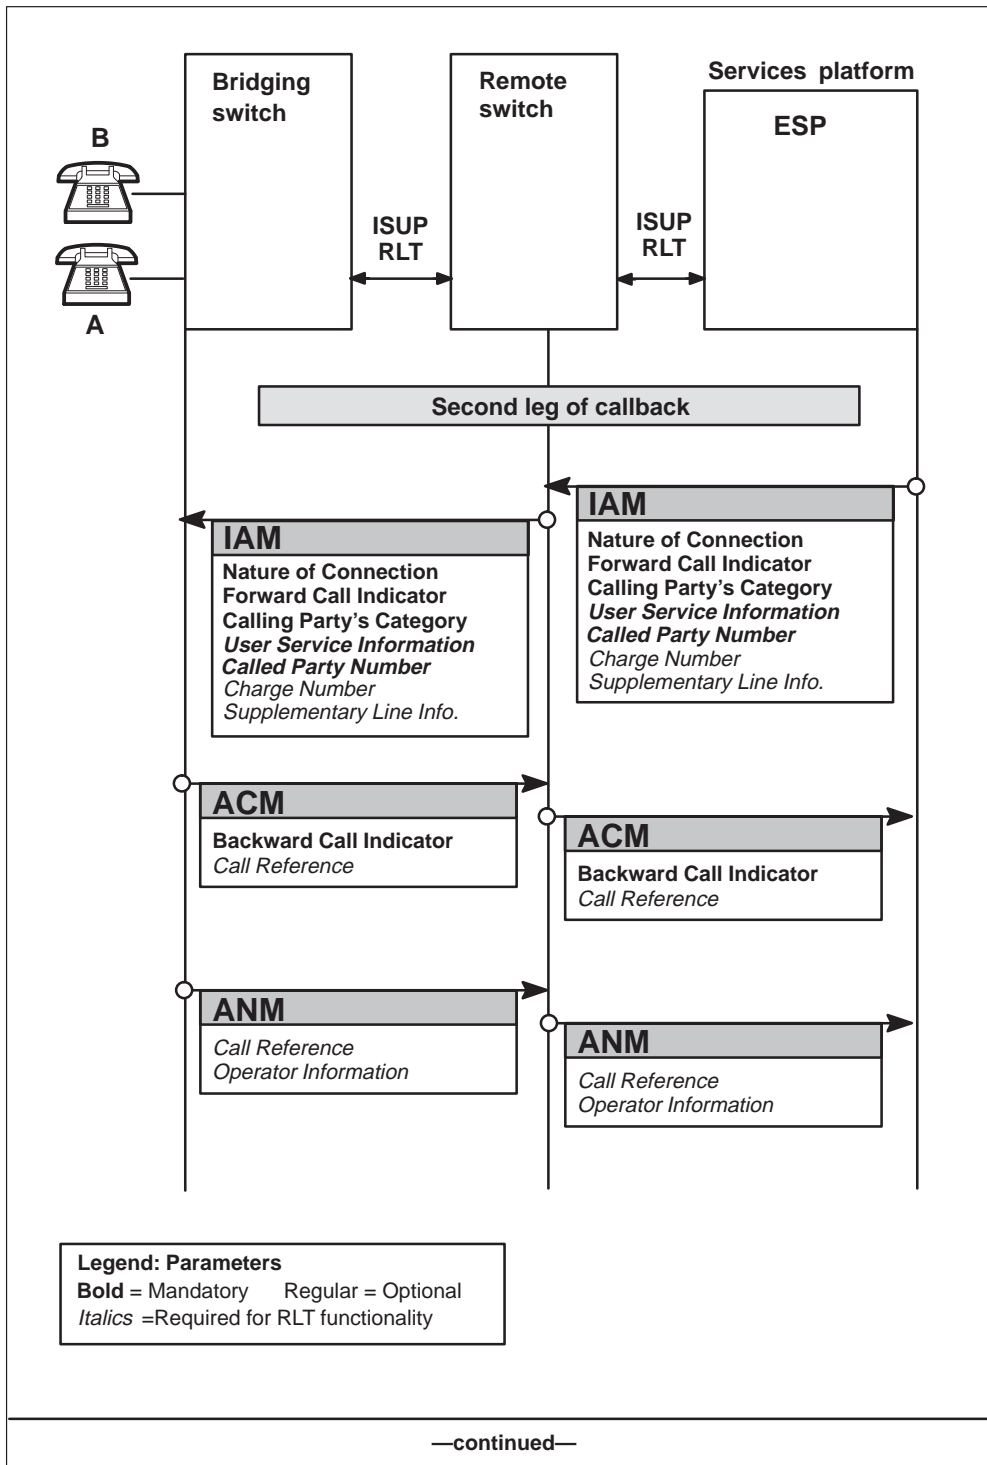 Bridging
switch
Remote
switch
Services platform
ESP
B
A
ISUP
RLT
ISUP
RLT
Second leg of callback
IAM
Nature of Connection
Forward Call Indicator
Calling Party's Category
User Service Information
Called Party Number
Charge Number
Supplementary Line Info.
IAM
Nature of Connection
Forward Call Indicator
Calling Party's Category
User Service Information
Called Party Number
Charge Number
Supplementary Line Info.
ACM
Backward Call Indicator
Call Reference
ACM
Backward Call Indicator
Call Reference
ANM
Call Reference
Operator Information
ANM
Call Reference
Operator Information
Legend: Parameters
Bold = Mandatory Regular = Optional
Italics =Required for RLT functionality
—continued—